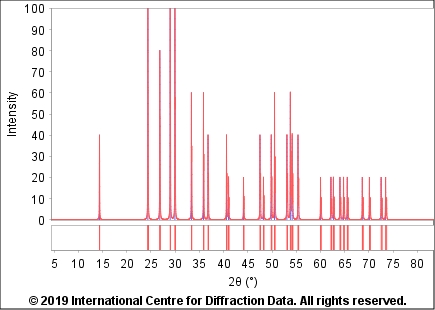 100
90
80
70
60
50
40
30
20
10
0
Intensity
5 10 15 20 25 30 35 40 45 50 55 60 65 70 75 80
2θ (°)
© 2019 International Centre for Diffraction Data. All rights reserved.